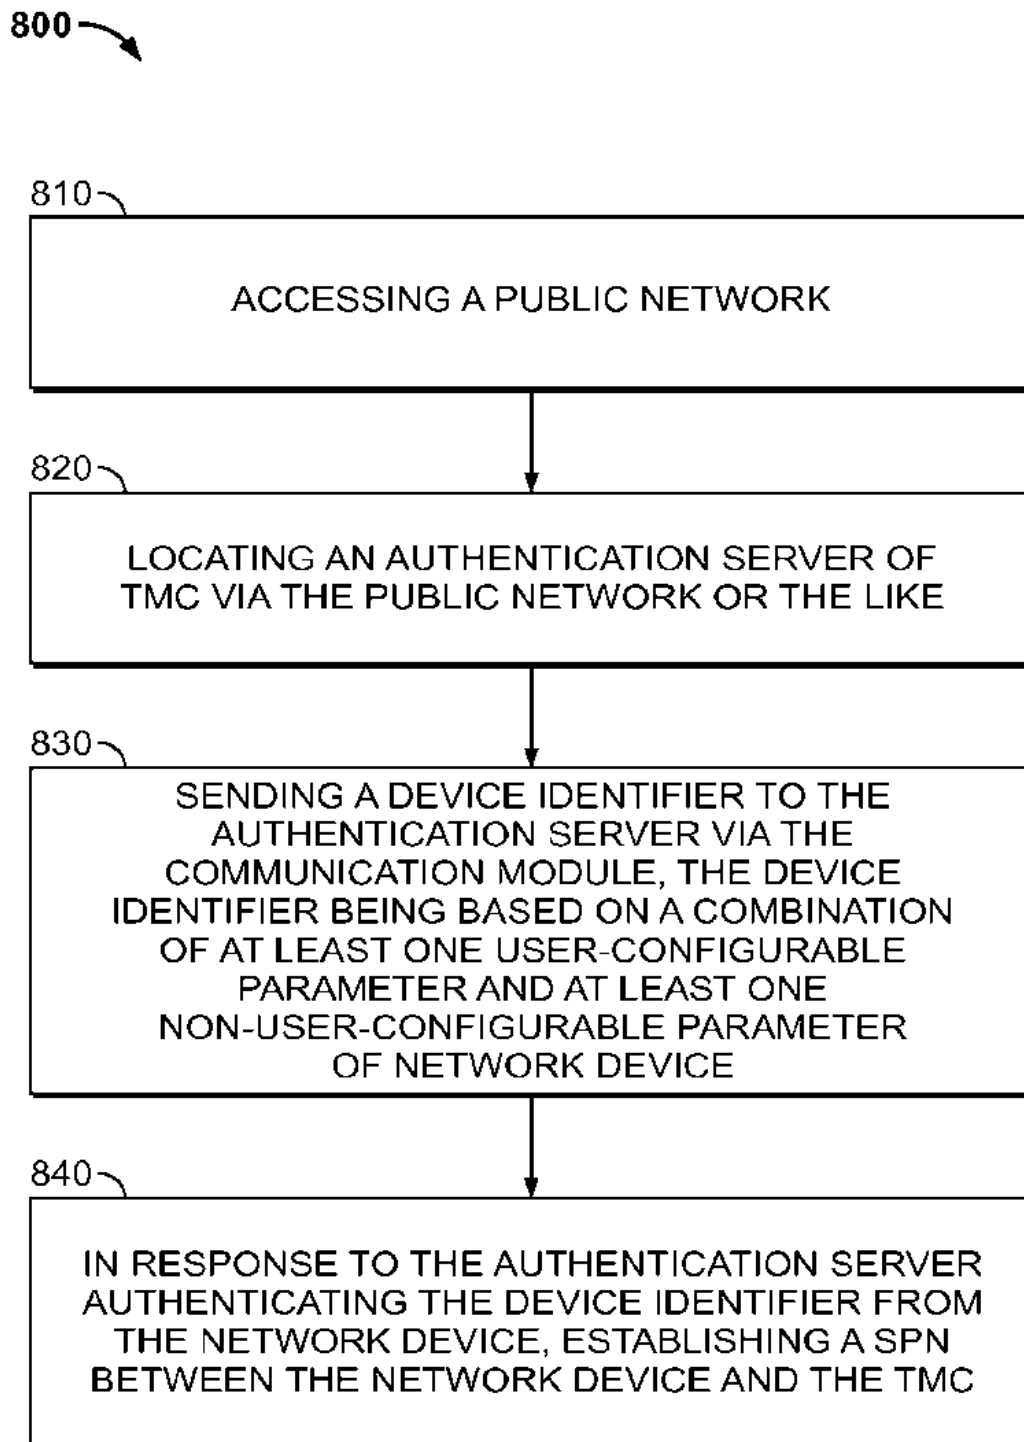 800
810
ACCESSING A PUBLIC NETWORK
820
LOCATING AN AUTHENTICATION SERVER OF
TMC VIA THE PUBLIC NETWORK OR THE LIKE
830
SENDING A DEVICE IDENTIFIER TO THE
AUTHENTICATION SERVER VIA THE
COMMUNICATION MODULE, THE DEVICE
IDENTIFIER BEING BASED ON A COMBINATION
OF AT LEAST ONE USER-CONFIGURABLE
PARAMETER AND AT LEAST ONE
NON-USER-CONFIGURABLE PARAMETER
OF NETWORK DEVICE
840
IN RESPONSE TO THE AUTHENTICATION SERVER
AUTHENTICATING THE DEVICE IDENTIFIER FROM
THE NETWORK DEVICE, ESTABLISHING A SPN
BETWEEN THE NETWORK DEVICE AND THE TMC